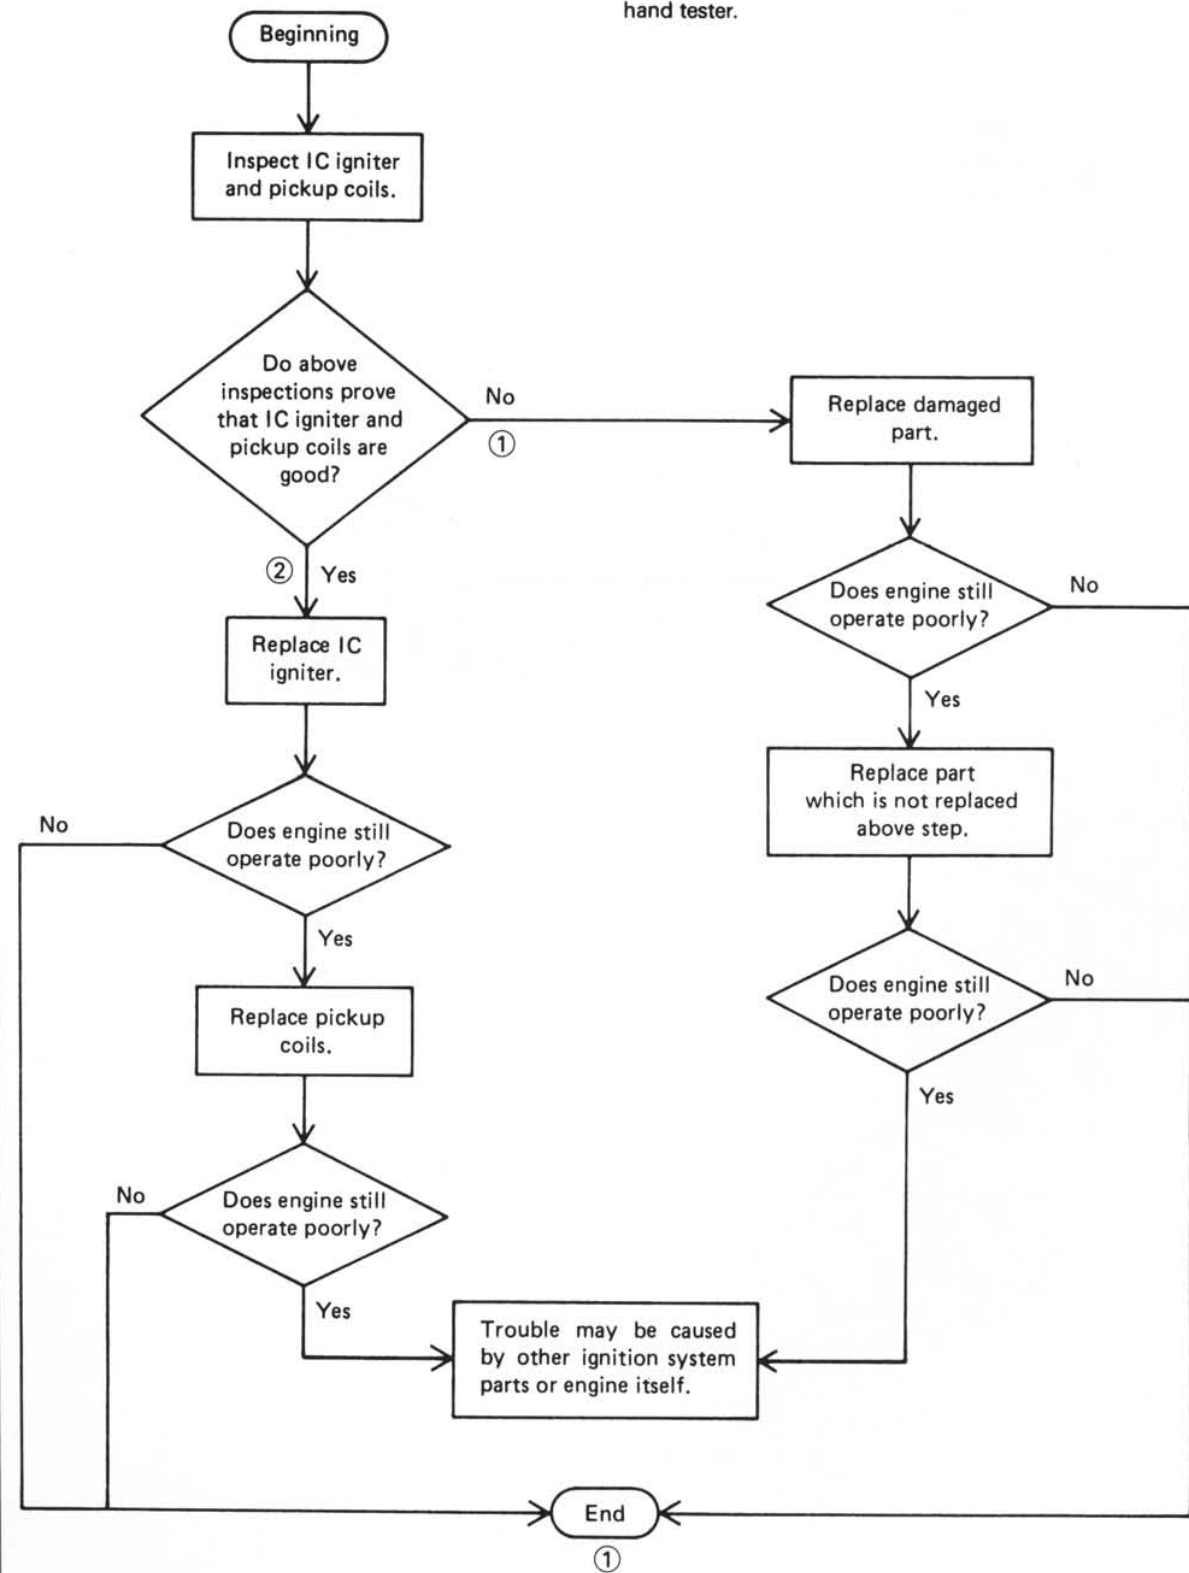 hand tester.
Beginning
Inspect IC igniter
and pickup coils.
Do above
inspections prove
that IC igniter and
pickup coils are
good?
No
①
② Yes
Replace damaged
part.
Does engine still
operate poorly?
No
Yes
Replace part
which is not replaced
above step.
Does engine still
operate poorly?
No
Yes
Replace IC
igniter.
Does engine still
operate poorly?
No
Yes
Replace pickup
coils.
Does engine still
operate poorly?
No
Yes
Trouble may be caused
by other ignition system
parts or engine itself.
End
①